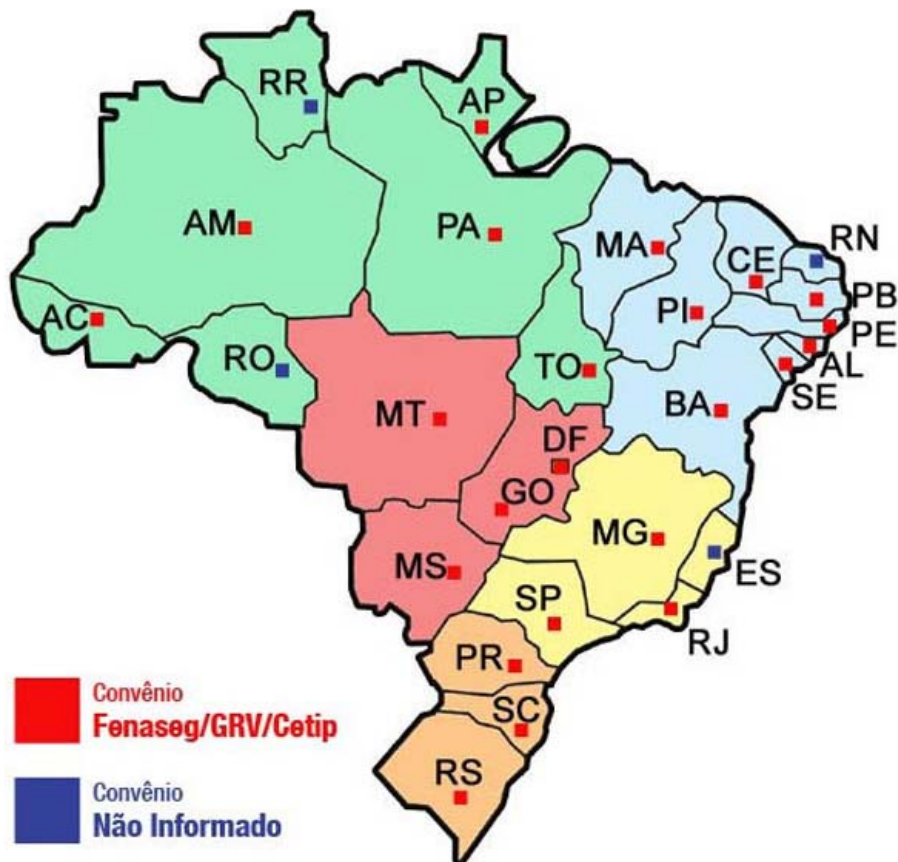 RR
AP
AM
PA
MA
CE
RN
PB
PI
PE
AC
AL
RO
TO
SE
BA
MT
DF
GO
MG
MS
ES
SP
RJ
PR
SC
RS
Convênio
Fenaseg/GRV/Cetip
Convênio
Não Informado